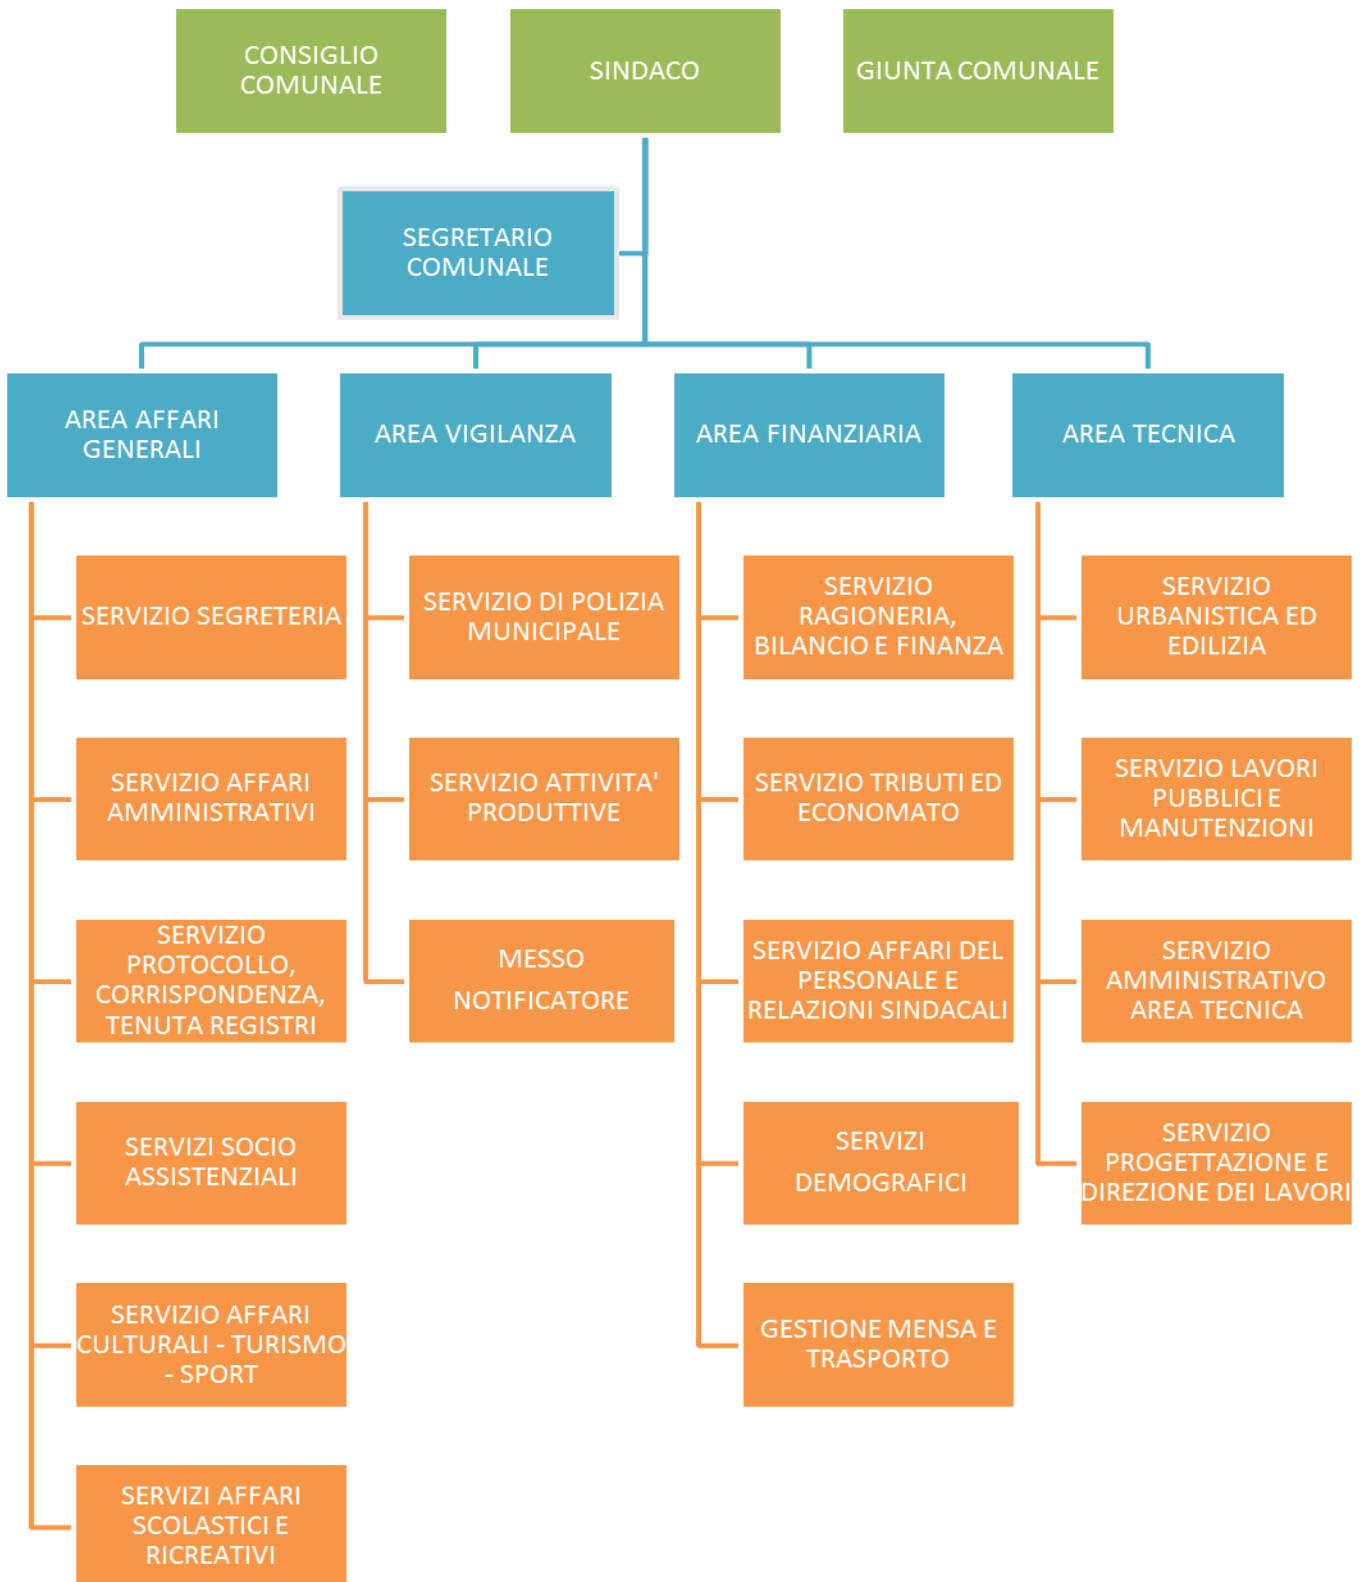 CONSIGLIO
COMUNALE
SINDACO
GIUNTA COMUNALE
SEGRETARIO
COMUNALE
AREA AFFARI
GENERALI
AREA VIGILANZA
AREA FINANZIARIA
AREA TECNICA
SERVIZIO SEGRETERIA
SERVIZIO AFFARI
AMMINISTRATIVI
SERVIZIO
PROTOCOLLO,
CORRISPONDENZA,
TENUTA REGISTRI
SERVIZI SOCIO
ASSISTENZIALI
SERVIZIO AFFARI
CULTURALI - TURISMO
- SPORT
SERVIZI AFFARI
SCOLASTICI E
RICREATIVI
SERVIZIO DI POLIZIA
MUNICIPALE
SERVIZIO ATTIVITA'
PRODUTTIVE
MESSO
NOTIFICATORE
SERVIZIO
RAGIONERIA,
BILANCIO E FINANZA
SERVIZIO TRIBUTI ED
ECONOMATO
SERVIZIO AFFARI DEL
PERSONALE E
RELAZIONI SINDACALI
SERVIZI
DEMOGRAFICI
GESTIONE MENSA E
TRASPORTO
SERVIZIO
URBANISTICA ED
EDILIZIA
SERVIZIO LAVORI
PUBBLICI E
MANUTENZIONI
SERVIZIO
AMMINISTRATIVO
AREA TECNICA
SERVIZIO
PROGETTAZIONE E
DIREZIONE DEI LAVORI